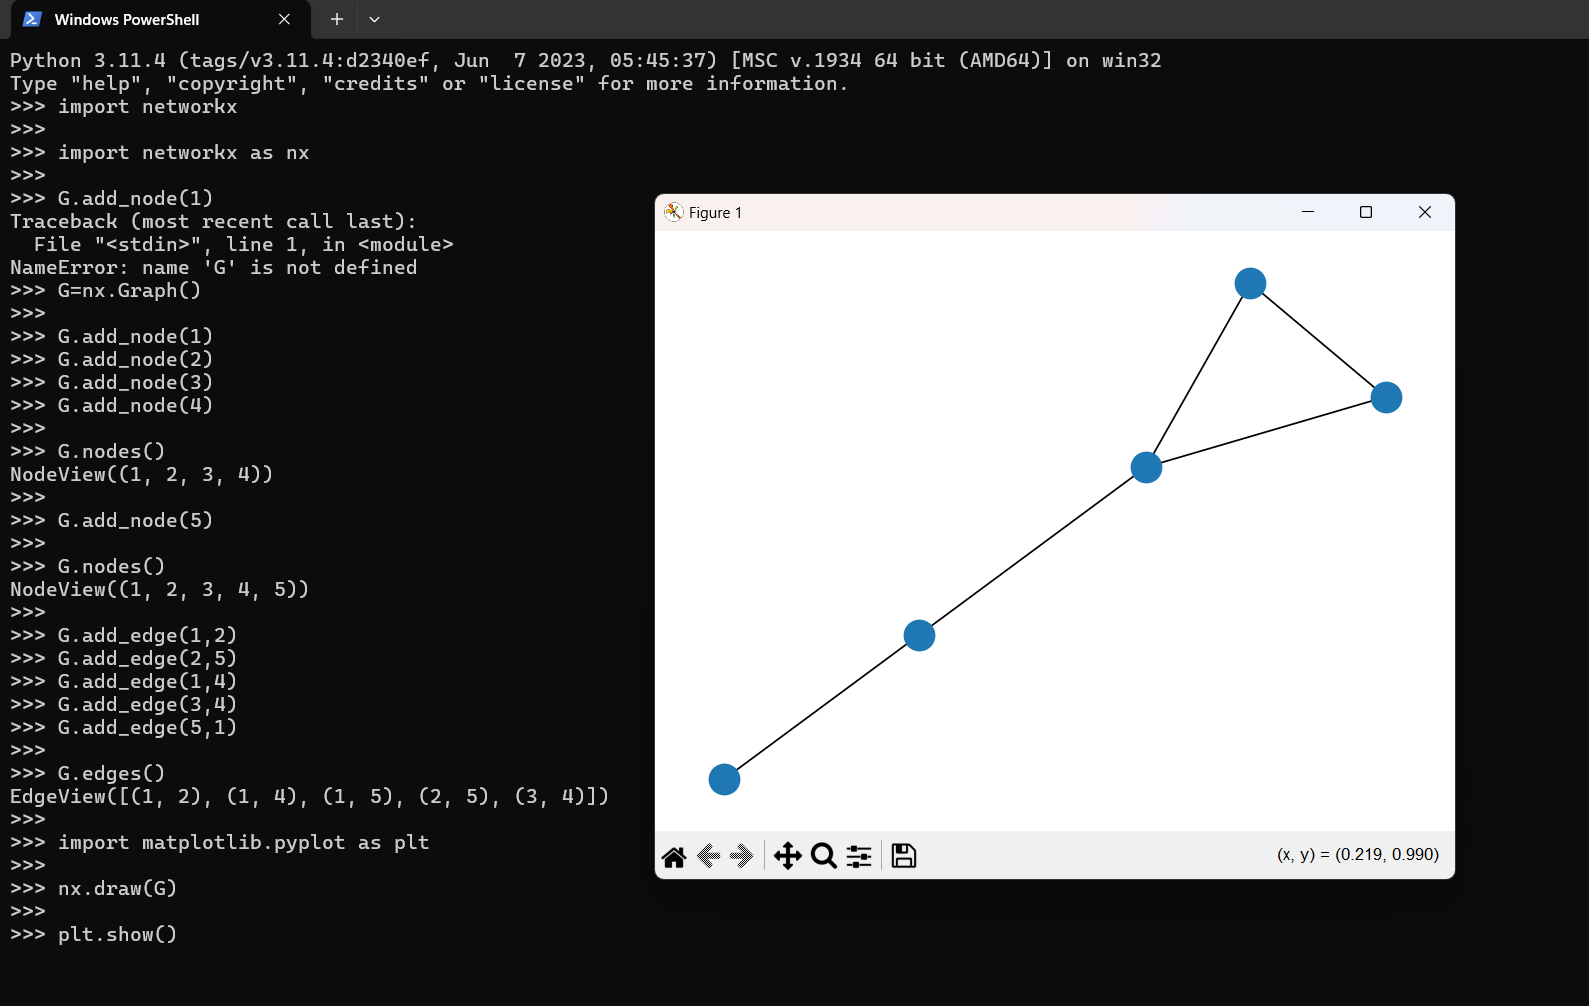 Windows PowerShell
Python 3.11.4 (tags/v3.11.4:d2340ef, Jun  7 2023, 05:45:37) [MSC v.1934 64 bit (AMD64)] on win32
Type "help", "copyright", "credits" or "license" for more information.
>>> import networkx
>>>
>>> import networkx as nx
>>>
>>> G.add_node(1)
Traceback (most recent call last):
  File "<stdin>", line 1, in <module>
NameError: name 'G' is not defined
>>> G=nx.Graph()
>>>
>>> G.add_node(1)
>>> G.add_node(2)
>>> G.add_node(3)
>>> G.add_node(4)
>>>
>>> G.nodes()
NodeView((1, 2, 3, 4))
>>>
>>> G.add_node(5)
>>>
>>> G.nodes()
NodeView((1, 2, 3, 4, 5))
>>>
>>> G.add_edge(1,2)
>>> G.add_edge(2,5)
>>> G.add_edge(1,4)
>>> G.add_edge(3,4)
>>> G.add_edge(5,1)
>>>
>>> G.edges()
EdgeView([(1, 2), (1, 4), (1, 5), (2, 5), (3, 4)])
>>>
>>> import matplotlib.pyplot as plt
>>>
>>> nx.draw(G)
>>>
>>> plt.show()
Figure 1
(x, y) = (0.219, 0.990)